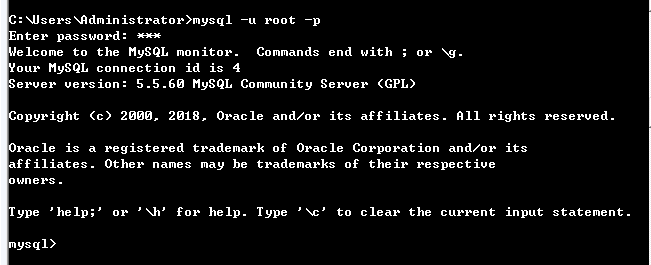 C:\Users\Administrator>mysql -u root -p
Enter password: ***
Welcome to the MySQL monitor.  Commands end with ; or \g.
Your MySQL connection id is 4
Server version: 5.5.60 MySQL Community Server (GPL)
Copyright (c) 2000, 2018, Oracle and/or its affiliates. All rights reserved.
Oracle is a registered trademark of Oracle Corporation and/or its
affiliates. Other names may be trademarks of their respective
owners.
Type 'help;' or '\h' for help. Type '\c' to clear the current input statement.
mysql>